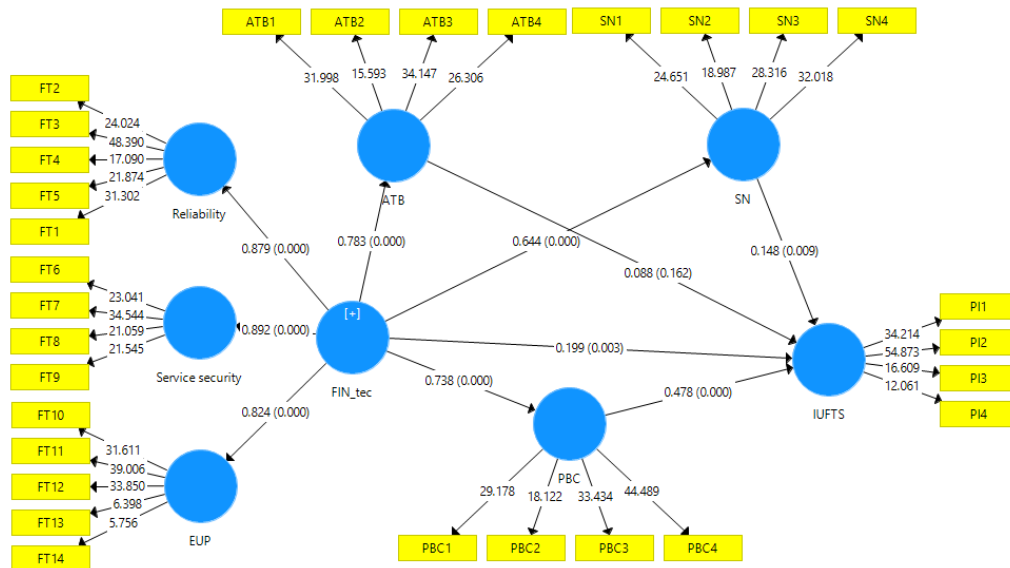 ATB1
ATB2
ATB3
ATB4
SN1
SN2
SN3
SN4
31.998
15.593
34.147
26.306
24.651
18.987
28.316
32.018
FT2
FT3
FT4
FT5
FT1
24.024
48.390
17.090
21.874
31.302
Reliability
ATB
SN
0.879 (0.000)
0.783 (0.000)
0.644 (0.000)
0.148 (0.009)
0.088 (0.162)
FT6
FT7
FT8
FT9
23.041
34.544
21.059
21.545
Service security
0.892 (0.000)
[+]
FIN_tec
0.199 (0.003)
0.738 (0.000)
0.478 (0.000)
0.824 (0.000)
IUFTS
34.214
54.873
16.609
12.061
PI1
PI2
PI3
PI4
FT10
FT11
FT12
FT13
FT14
31.611
39.006
33.850
6.398
5.756
EUP
PBC
29.178
18.122
33.434
44.489
PBC1
PBC2
PBC3
PBC4